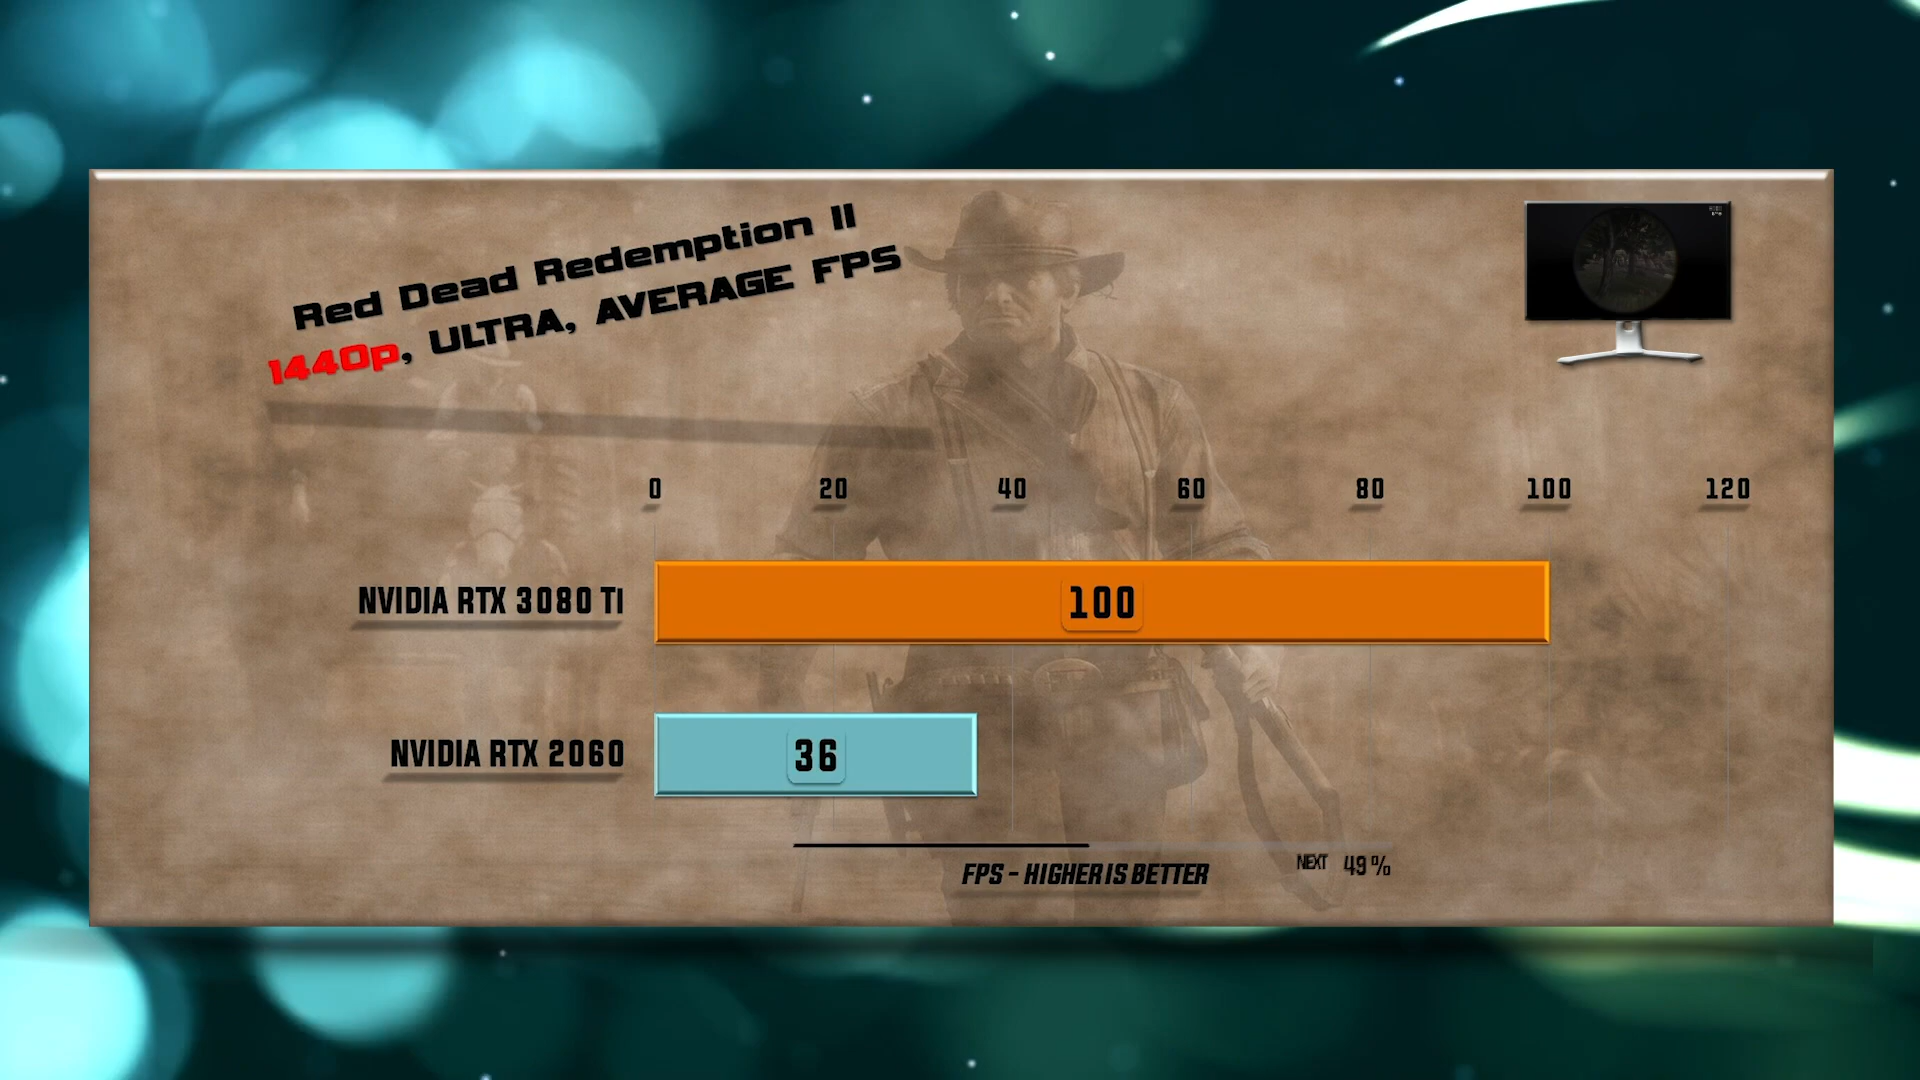 Red Dead Redemption II
1440p, ULTRA, AVERAGE FPS
0 20 40 60 80 100 120
NVIDIA RTX 3080 TI 100
NVIDIA RTX 2060 36
FPS - HIGHER IS BETTER
NEXT 49%